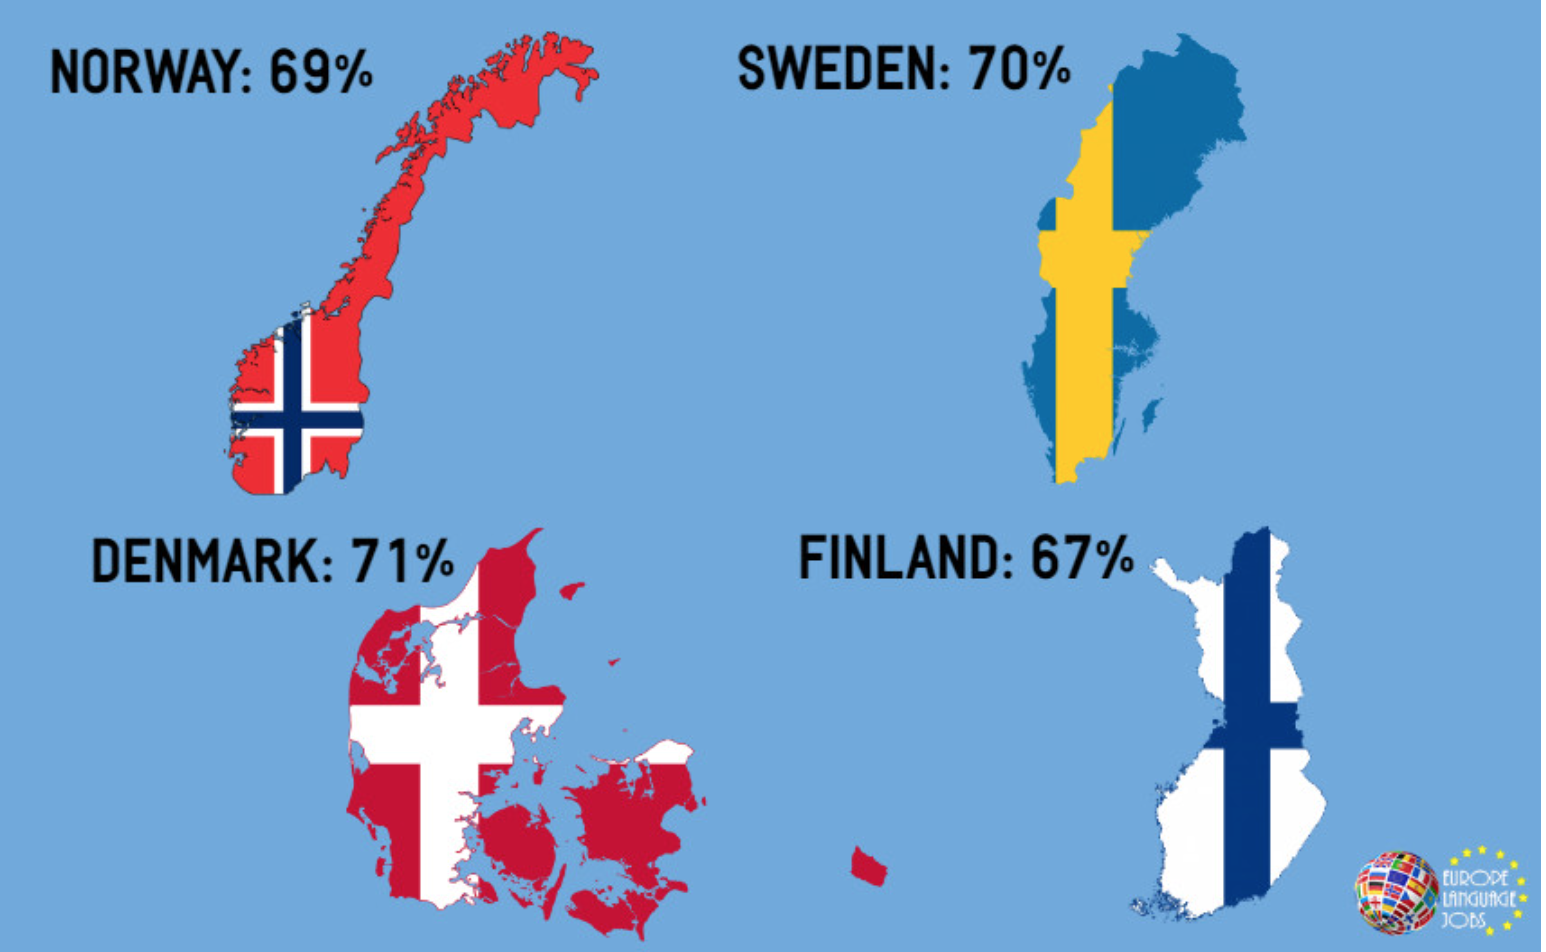 NORWAY: 69%
SWEDEN: 70%
DENMARK: 71%
FINLAND: 67%
EUROPE
LANGUAGE
JOBS